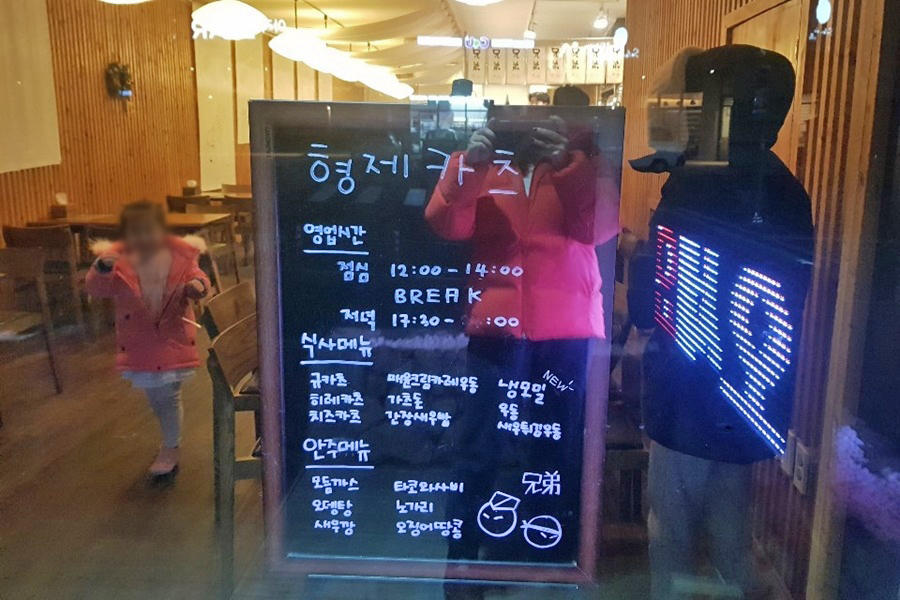 형제카츠
영업시간
점심 12:00-14:00
BREAK
저녁 17:30- :00
식사메뉴
규카츠 매운크림카레우동 냉모밀 NEW
히레카츠 가츠동 우동
치즈카츠 간장새우밥 새우튀김우동
안주메뉴
모듬까스 타코와사비 兄弟
오뎅탕 노가리
새우깡 오징어땅콩